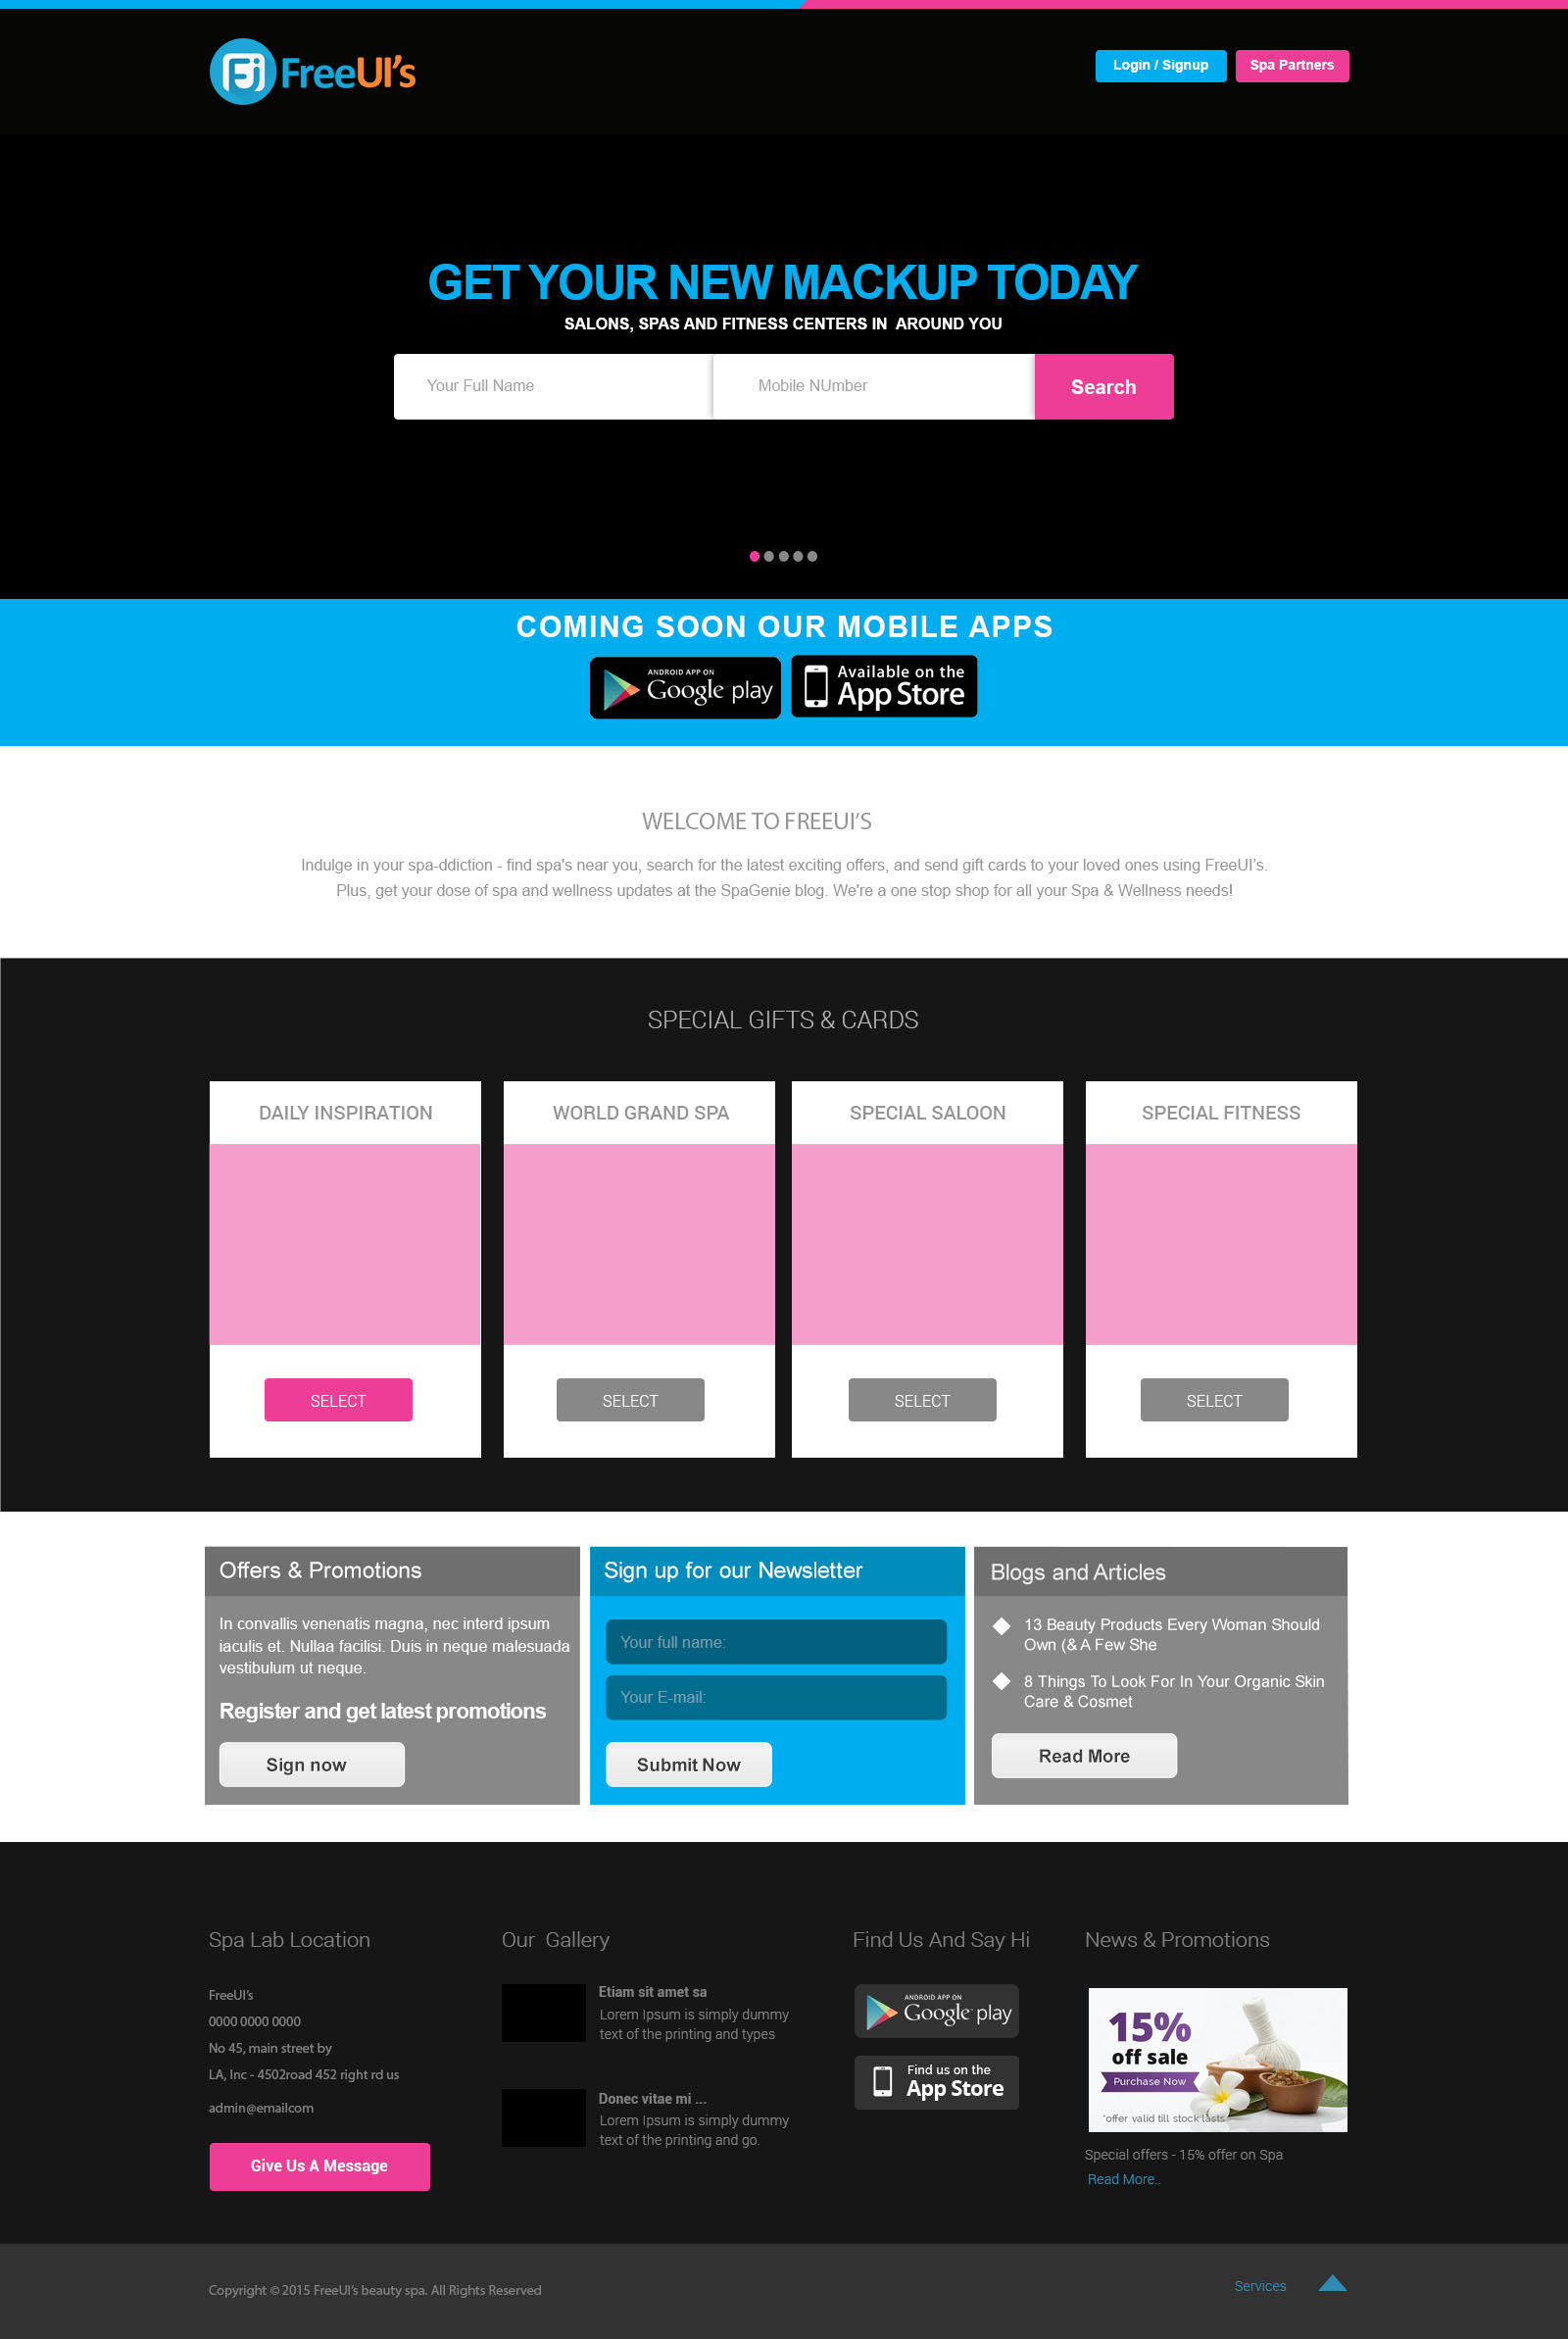 FreeUI's
Login / Signup
Spa Partners
GET YOUR NEW MACKUP TODAY
SALONS, SPAS AND FITNESS CENTERS IN  AROUND YOU
Your Full Name
Mobile NUmber
Search
COMING SOON OUR MOBILE APPS
ANDROID APP ON
Google play
Available on the
App Store
WELCOME TO FREEUI'S
Indulge in your spa-ddiction - find spa's near you, search for the latest exciting offers, and send gift cards to your loved ones using FreeUI's.
Plus, get your dose of spa and wellness updates at the SpaGenie blog. We're a one stop shop for all your Spa & Wellness needs!
SPECIAL GIFTS & CARDS
DAILY INSPIRATION
WORLD GRAND SPA
SPECIAL SALOON
SPECIAL FITNESS
SELECT
SELECT
SELECT
SELECT
Offers & Promotions
In convallis venenatis magna, nec interd ipsum
iaculis et. Nullaa facilisi. Duis in neque malesuada
vestibulum ut neque.
Register and get latest promotions
Sign now
Sign up for our Newsletter
Your full name:
Your E-mail:
Submit Now
Blogs and Articles
13 Beauty Products Every Woman Should
Own (& A Few She
8 Things To Look For In Your Organic Skin
Care & Cosmet
Read More
Spa Lab Location
FreeUI's
0000 0000 0000
No 45, main street by
LA, Inc - 4502road 452 right rd us
admin@emailcom
Give Us A Message
Our  Gallery
Etiam sit amet sa
Lorem Ipsum is simply dummy
text of the printing and types
Donec vitae mi ...
Lorem Ipsum is simply dummy
text of the printing and go.
Find Us And Say Hi
ANDROID APP ON
Google play
Find us on the
App Store
News & Promotions
15%
off sale
Purchase Now
*offer valid till stock lasts
Special offers - 15% offer on Spa
Read More..
Copyright © 2015 FreeUI's beauty spa. All Rights Reserved
Services